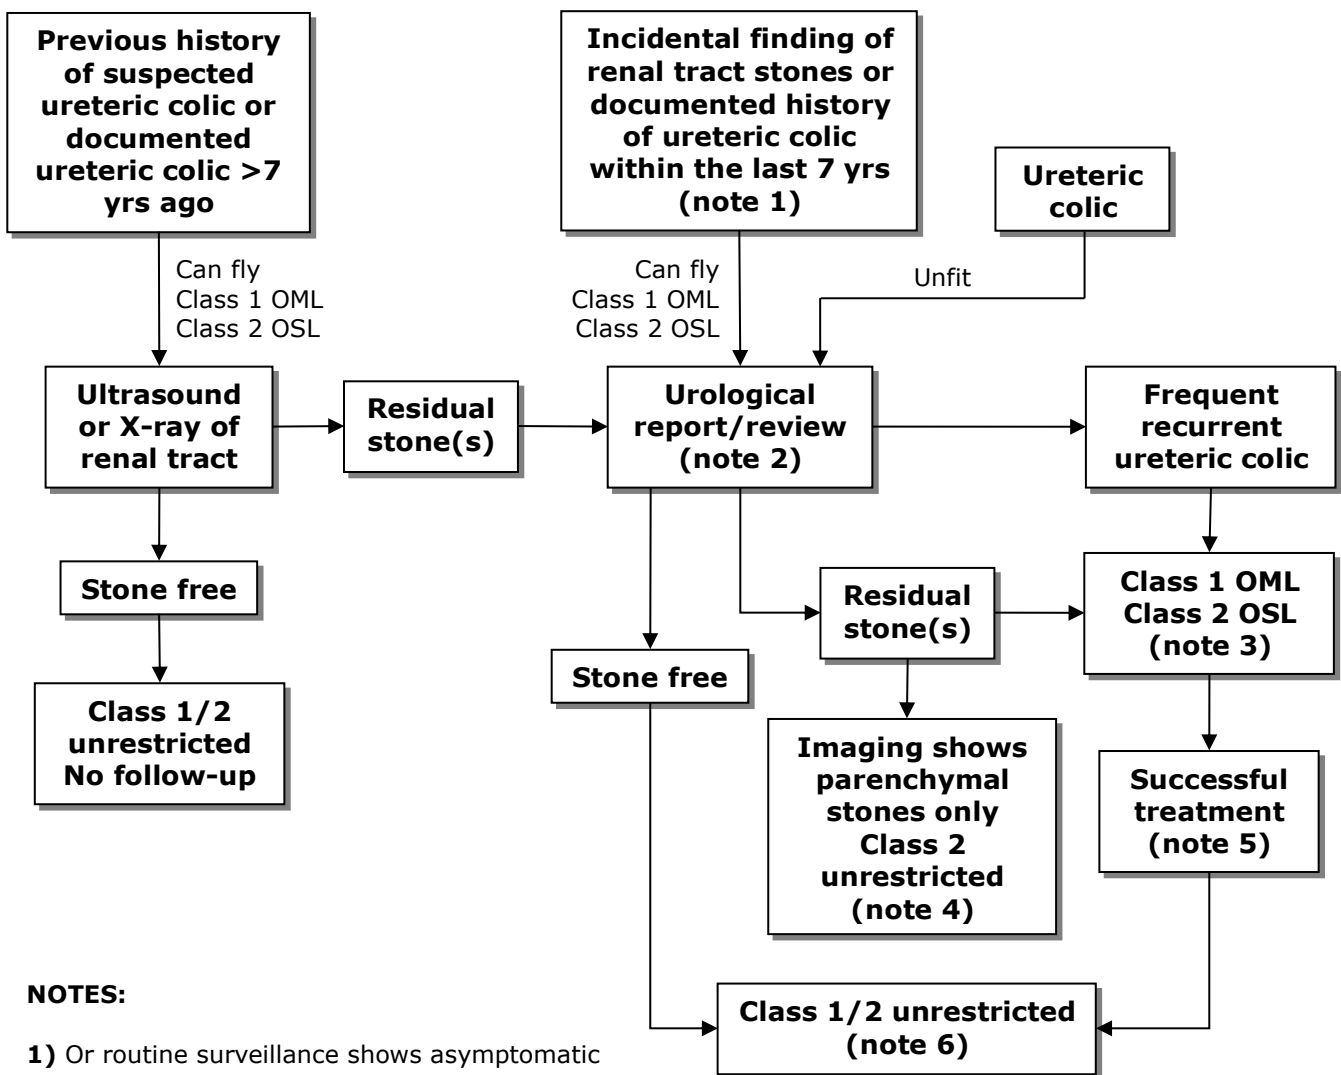 Previous history
of suspected
ureteric colic or
documented
ureteric colic >7
yrs ago
Incidental finding of
renal tract stones or
documented history
of ureteric colic
within the last 7 yrs
(note 1)
Ureteric
colic
Can fly
Class 1 OML
Class 2 OSL
Can fly
Class 1 OML
Class 2 OSL
Unfit
Ultrasound
or X-ray of
renal tract
Residual
stone(s)
Urological
report/review
(note 2)
Frequent
recurrent
ureteric colic
Stone free
Class 1/2
unrestricted
No follow-up
Stone free
Residual
stone(s)
Class 1 OML
Class 2 OSL
(note 3)
Imaging shows
parenchymal
stones only
Class 2
unrestricted
(note 4)
Successful
treatment
(note 5)
Class 1/2 unrestricted
(note 6)
NOTES:
1) Or routine surveillance shows asymptomatic